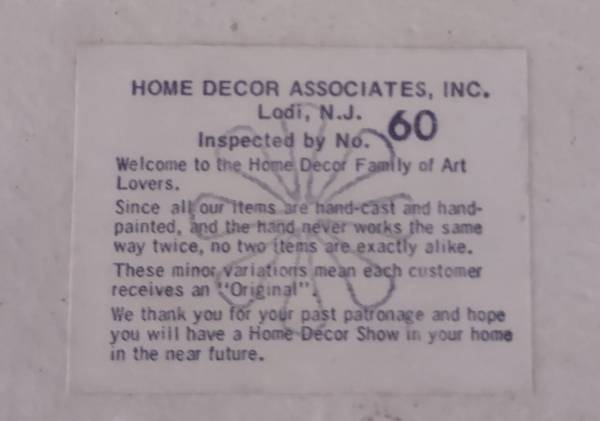 HOME DECOR ASSOCIATES, INC.
Lodi, N.J.
Inspected by No. 60
Welcome to the Home Decor Family of Art
Lovers.
Since all our items are hand-cast and hand-
painted, and the hand never works the same
way twice, no two items are exactly alike.
These minor variations mean each customer
receives an "Original".
We thank you for your past patronage and hope
you will have a Home Decor Show in your home
in the near future.